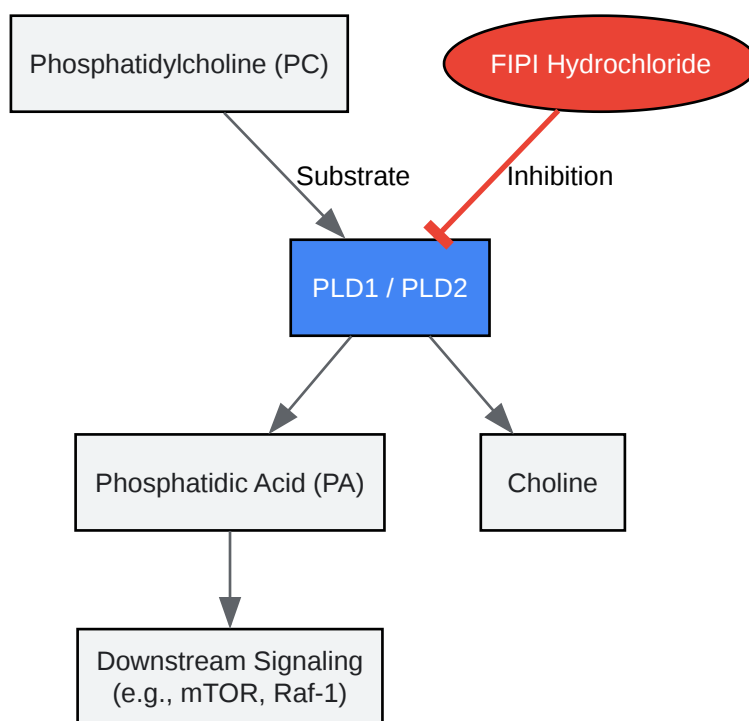 Phosphatidylcholine (PC)
FIPI Hydrochloride
Substrate
Inhibition
PLD1 / PLD2
Phosphatidic Acid (PA)
Choline
Downstream Signaling
(e.g., mTOR, Raf-1)